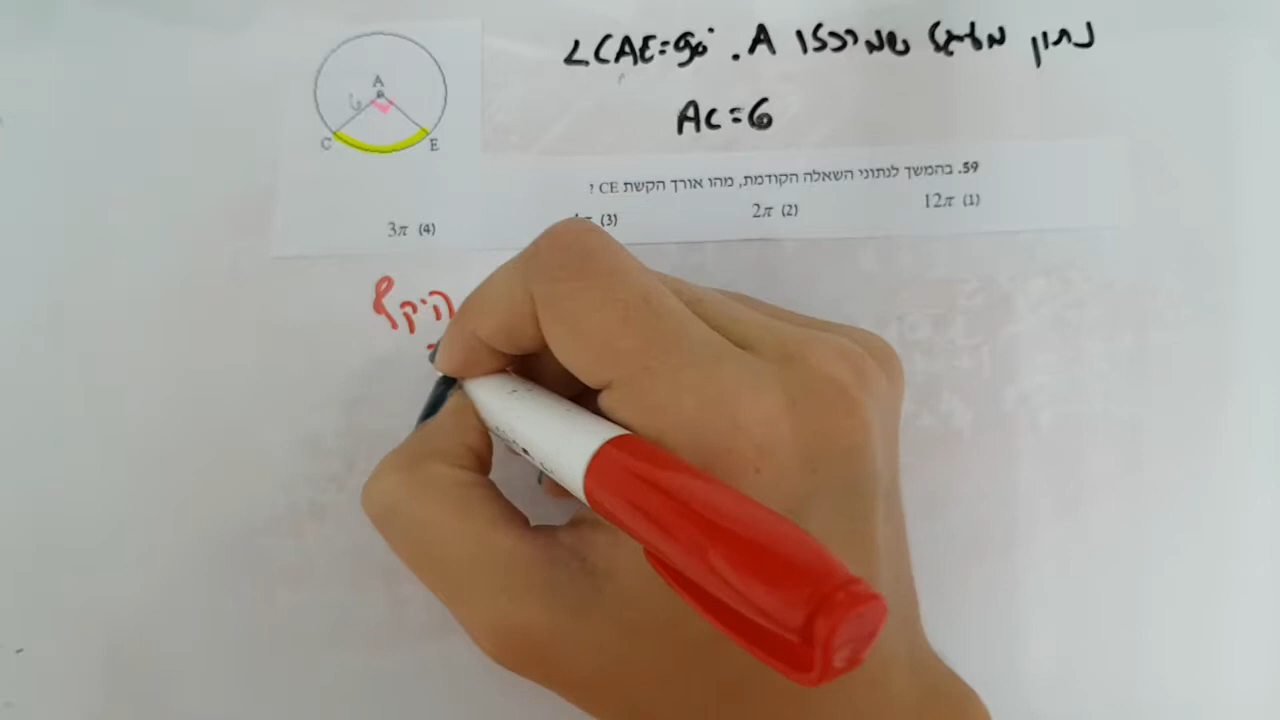 נתון מעגל שמרכזו A. ∠CAE=90°
AC=6
A
6
C
E
59. בהמשך לנתוני השאלה הקודמת, מהו אורך הקשת CE ?
(1) 12π
(2) 2π
(3)
(4) 3π
היקף